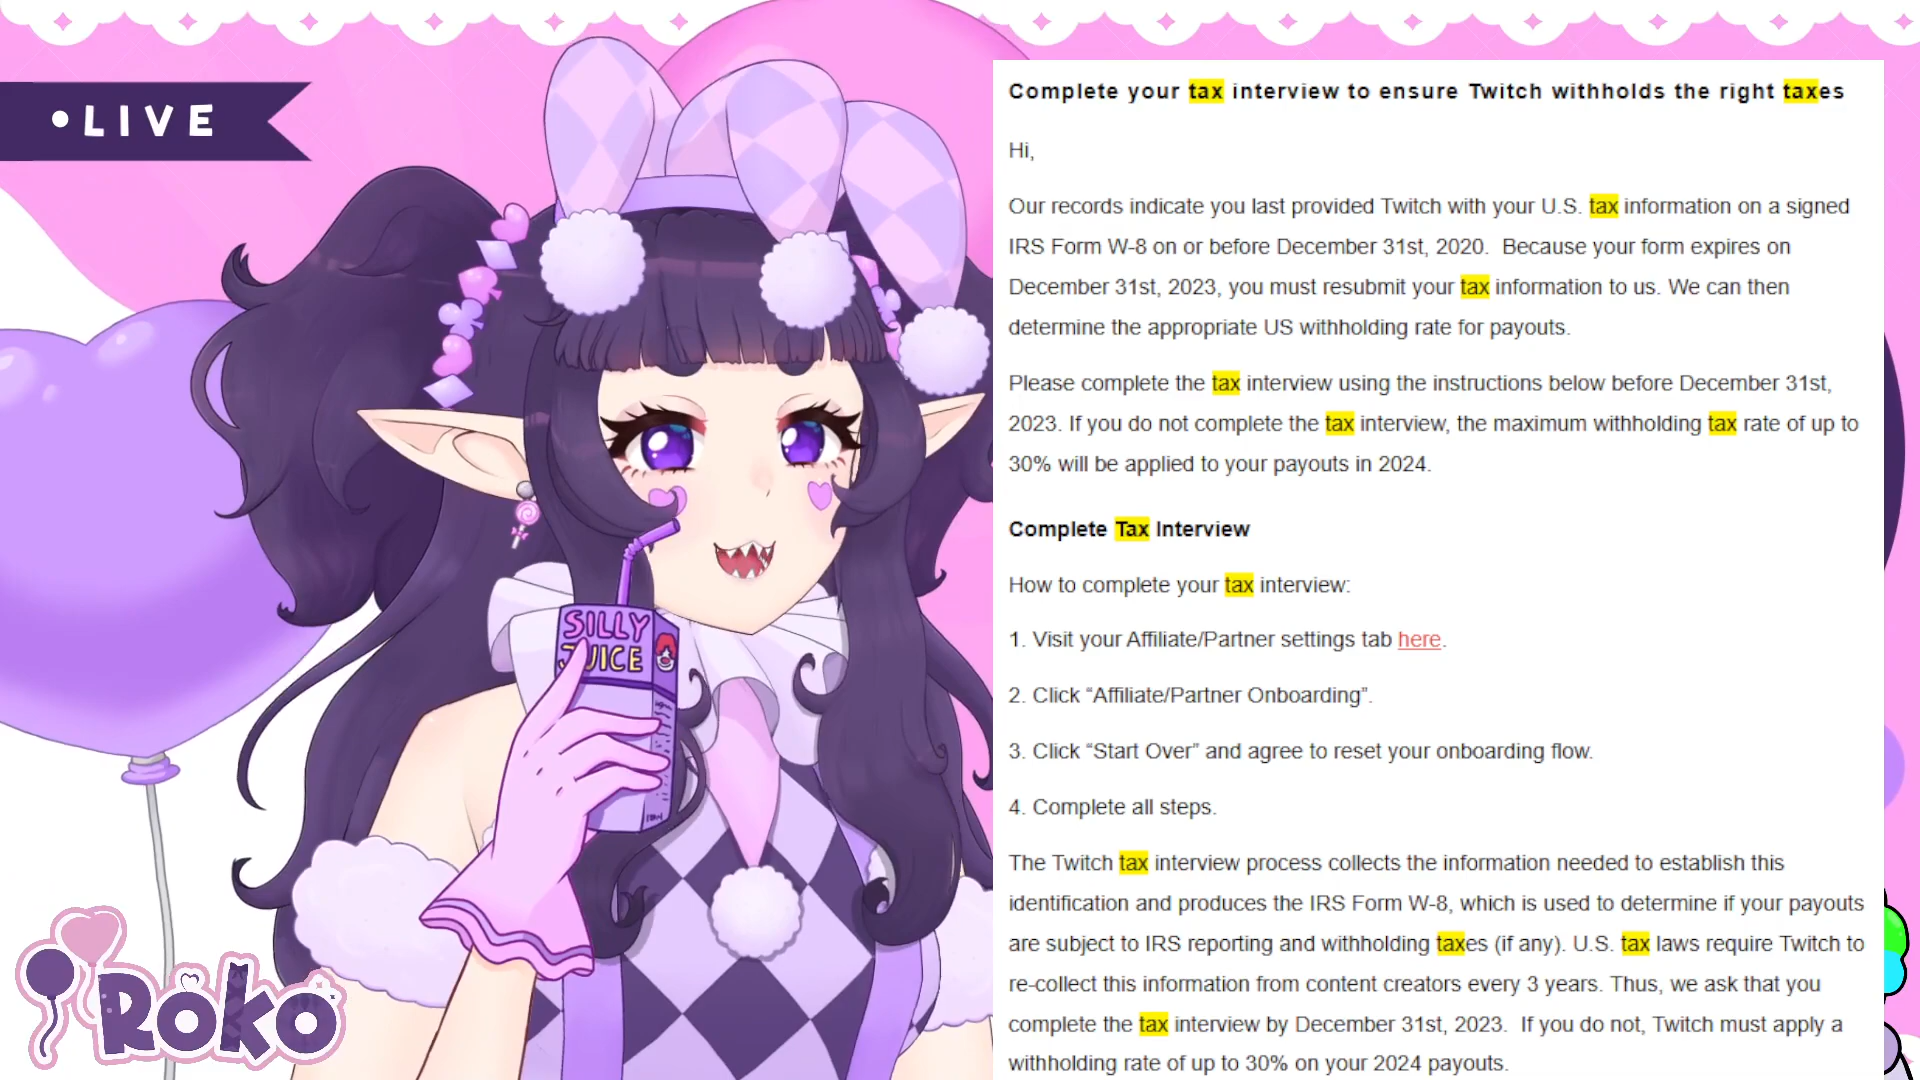 LIVE
Complete your tax interview to ensure Twitch withholds the right taxes
Hi,
Our records indicate you last provided Twitch with your U.S. tax information on a signed
IRS Form W-8 on or before December 31st, 2020.  Because your form expires on
December 31st, 2023, you must resubmit your tax information to us. We can then
determine the appropriate US withholding rate for payouts.
Please complete the tax interview using the instructions below before December 31st,
2023. If you do not complete the tax interview, the maximum withholding tax rate of up to
30% will be applied to your payouts in 2024.
Complete Tax Interview
How to complete your tax interview:
1. Visit your Affiliate/Partner settings tab here.
2. Click “Affiliate/Partner Onboarding”.
3. Click “Start Over” and agree to reset your onboarding flow.
4. Complete all steps.
The Twitch tax interview process collects the information needed to establish this
identification and produces the IRS Form W-8, which is used to determine if your payouts
are subject to IRS reporting and withholding taxes (if any). U.S. tax laws require Twitch to
re-collect this information from content creators every 3 years. Thus, we ask that you
complete the tax interview by December 31st, 2023.  If you do not, Twitch must apply a
withholding rate of up to 30% on your 2024 payouts.
SILLY
JUICE
Roko